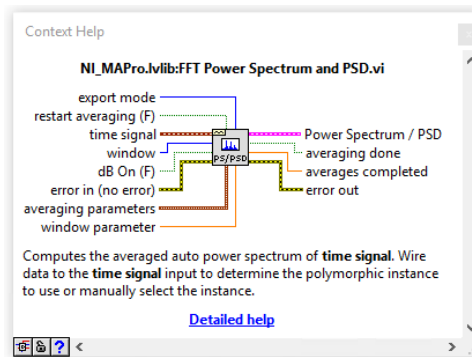 Context Help
NI_MAPro.lvlib:FFT Power Spectrum and PSD.vi
export mode
restart averaging (F)
time signal
window
dB On (F)
error in (no error)
averaging parameters
window parameter
PS/PSD
Power Spectrum / PSD
averaging done
averages completed
error out
Computes the averaged auto power spectrum of time signal. Wire
data to the time signal input to determine the polymorphic instance
to use or manually select the instance.
Detailed help
?